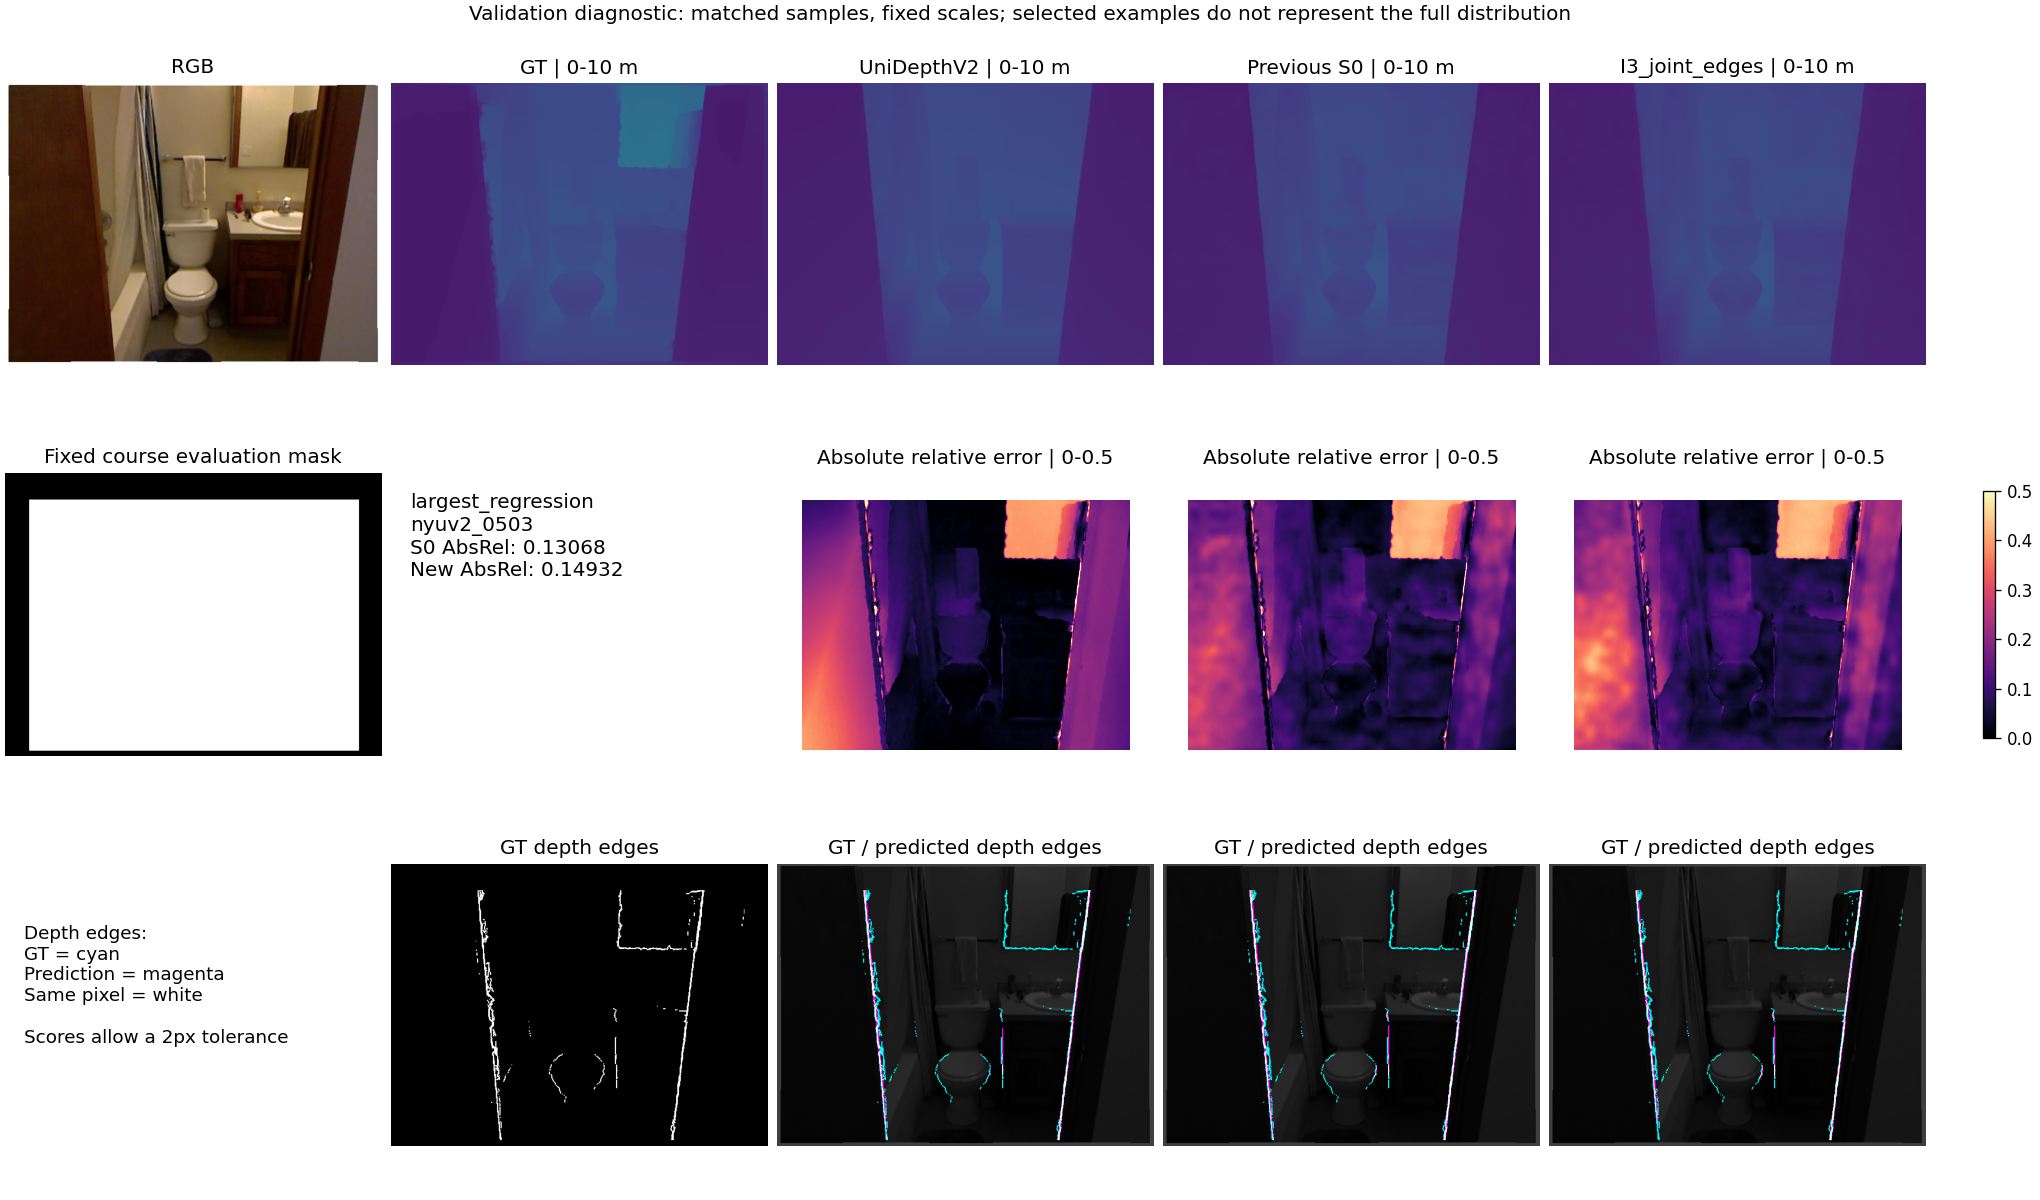 Validation diagnostic: matched samples, fixed scales; selected examples do not represent the full distribution
RGB
GT | 0-10 m
UniDepthV2 | 0-10 m
Previous S0 | 0-10 m
I3_joint_edges | 0-10 m
Fixed course evaluation mask
largest_regression
nyuv2_0503
S0 AbsRel: 0.13068
New AbsRel: 0.14932
Absolute relative error | 0-0.5
Absolute relative error | 0-0.5
Absolute relative error | 0-0.5
0.5
0.4
0.3
0.2
0.1
0.0
Depth edges:
GT = cyan
Prediction = magenta
Same pixel = white
Scores allow a 2px tolerance
GT depth edges
GT / predicted depth edges
GT / predicted depth edges
GT / predicted depth edges